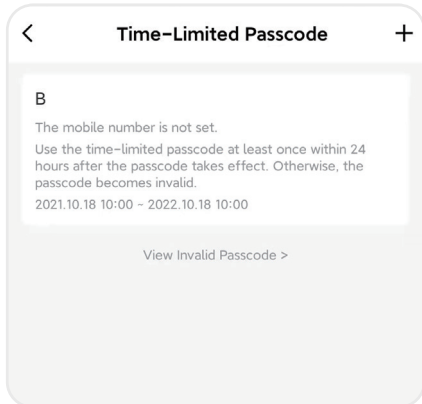 Time-Limited Passcode
B
The mobile number is not set.
Use the time-limited passcode at least once within 24
hours after the passcode takes effect. Otherwise, the
passcode becomes invalid.
2021.10.18 10:00 - 2022.10.18 10:00
View Invalid Passcode >